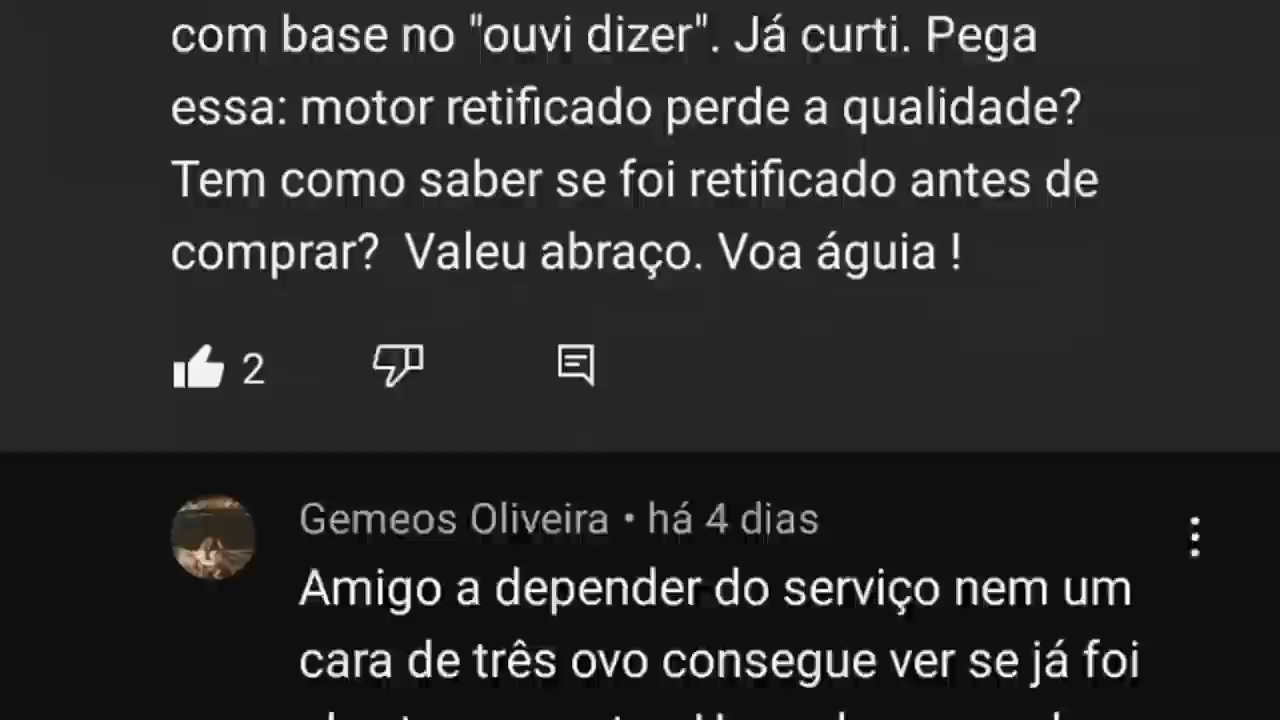 com base no "ouvi dizer". Já curti. Pega
essa: motor retificado perde a qualidade?
Tem como saber se foi retificado antes de
comprar?  Valeu abraço. Voa águia !
2
Gemeos Oliveira • há 4 dias
Amigo a depender do serviço nem um
cara de três ovo consegue ver se já foi